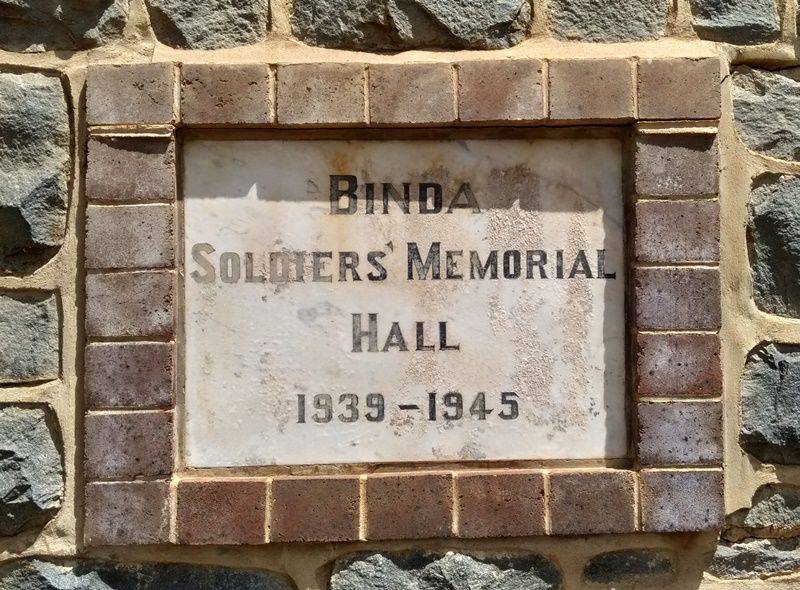 BINDA
SOLDIERS' MEMORIAL
HALL
1939-1945